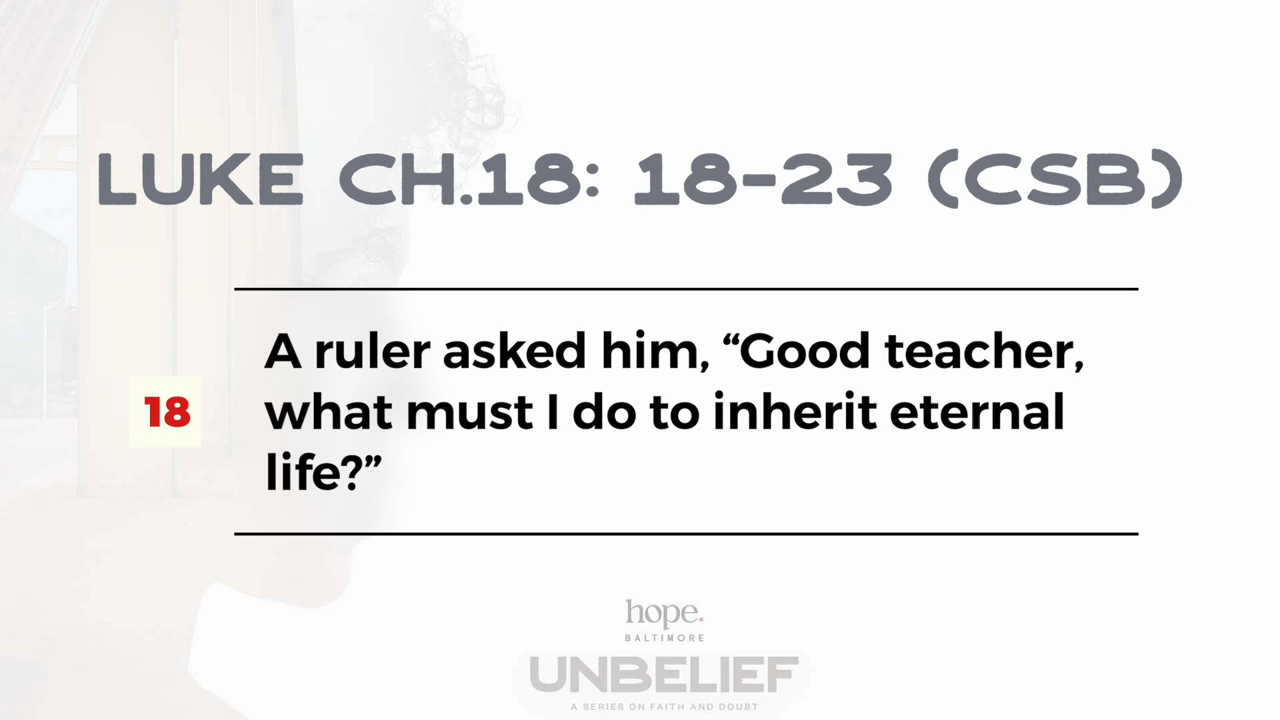 LUKE CH.18: 18-23 (CSB)
18
A ruler asked him, “Good teacher,
what must I do to inherit eternal
life?”
hope.
BALTIMORE
UNBELIEF
A SERIES ON FAITH AND DOUBT